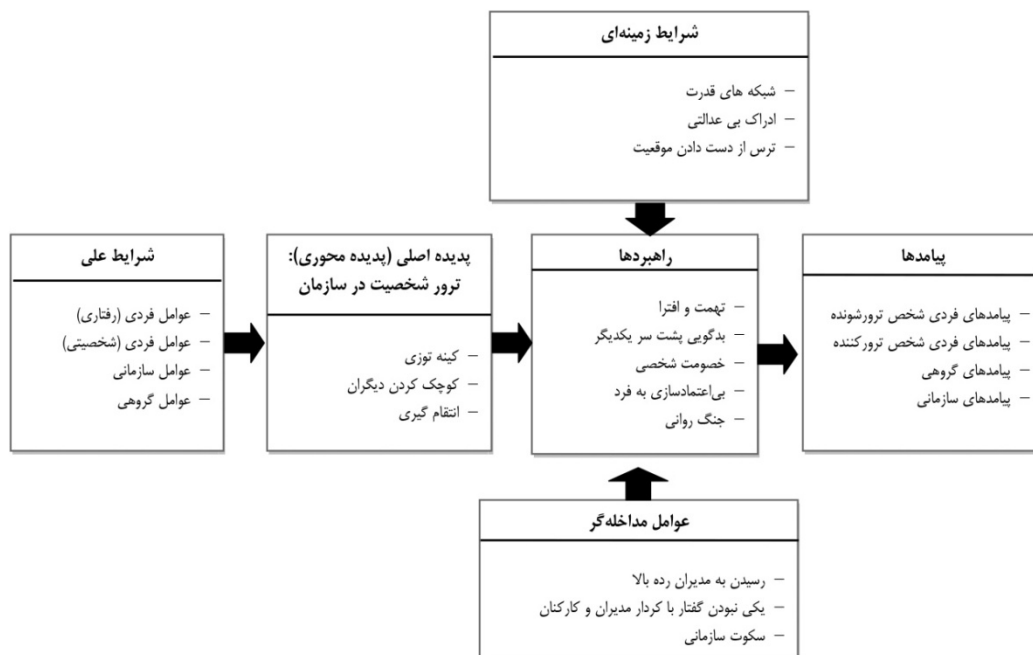 شرایط زمینه‌ای
– شبکه های قدرت
– ادراک بی عدالتی
– ترس از دست دادن موقعیت
شرایط علی
– عوامل فردی (رفتاری)
– عوامل فردی (شخصیتی)
– عوامل سازمانی
– عوامل گروهی
پدیده اصلی (پدیده محوری):
ترور شخصیت در سازمان
– کینه توزی
– کوچک کردن دیگران
– انتقام گیری
راهبردها
– تهمت و افترا
– بدگویی پشت سر یکدیگر
– خصومت شخصی
– بی‌اعتمادسازی به فرد
– جنگ روانی
پیامدها
– پیامدهای فردی شخص ترورشونده
– پیامدهای فردی شخص ترورکننده
– پیامدهای گروهی
– پیامدهای سازمانی
عوامل مداخله‌گر
– رسیدن به مدیران رده بالا
– یکی نبودن گفتار با کردار مدیران و کارکنان
– سکوت سازمانی